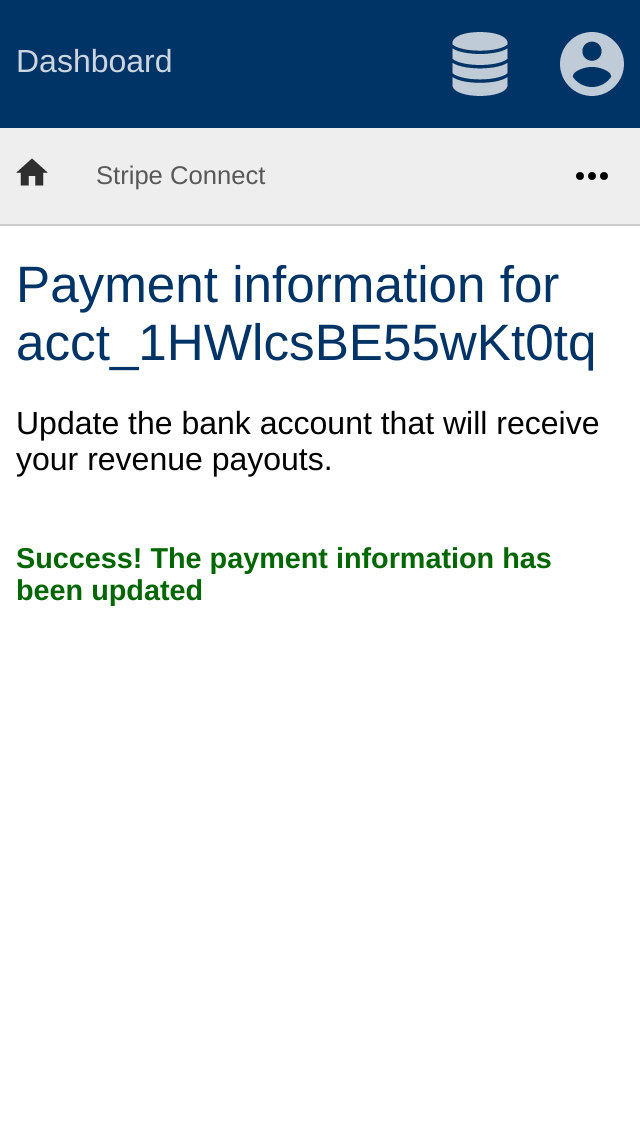 Dashboard
Stripe Connect
Payment information for
acct_1HWlcsBE55wKt0tq
Update the bank account that will receive
your revenue payouts.
Success! The payment information has
been updated